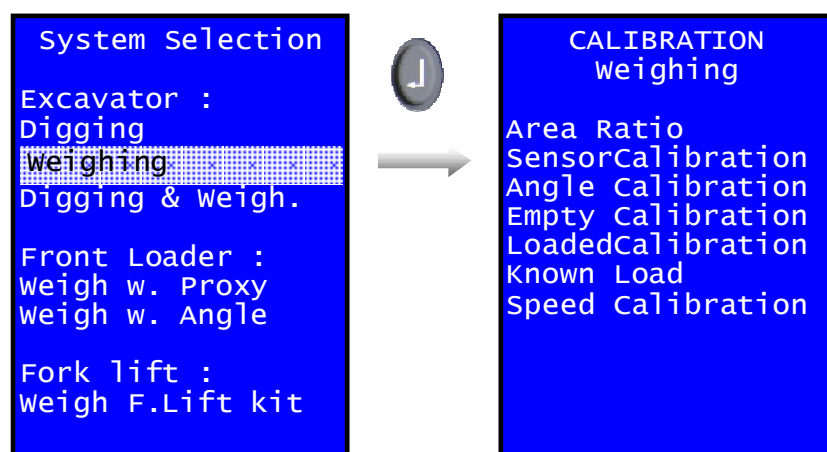 System Selection
Excavator :
Digging
Weighing
Digging & Weigh.
Front Loader :
Weigh w. Proxy
Weigh w. Angle
Fork lift :
Weigh F.Lift kit
CALIBRATION
Weighing
Area Ratio
SensorCalibration
Angle Calibration
Empty Calibration
LoadedCalibration
Known Load
Speed Calibration